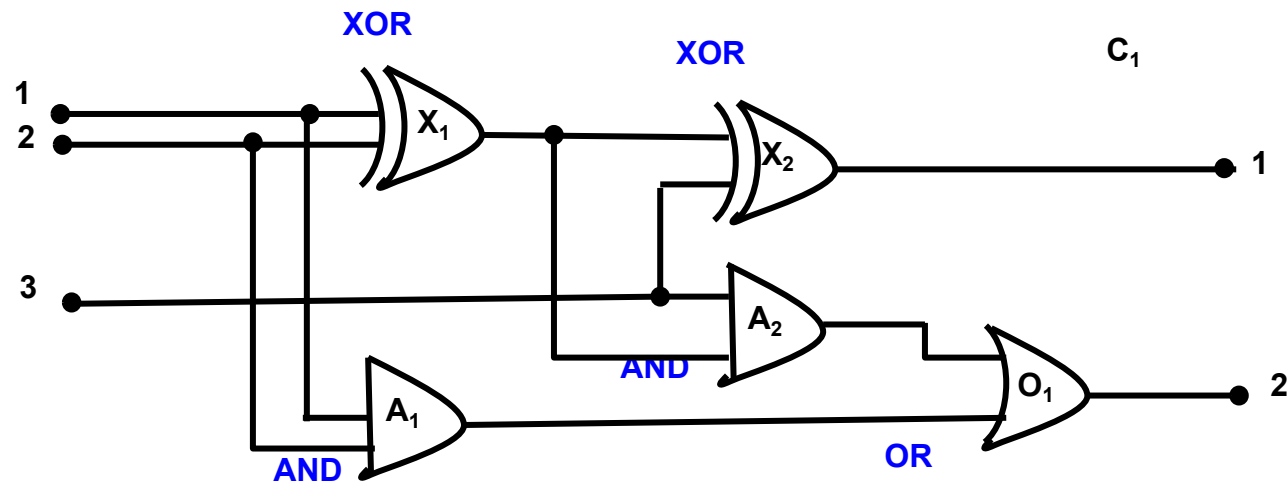 XOR
XOR
C₁
1
2
X₁
X₂
1
3
A₂
AND
A₁
O₁
2
AND
OR